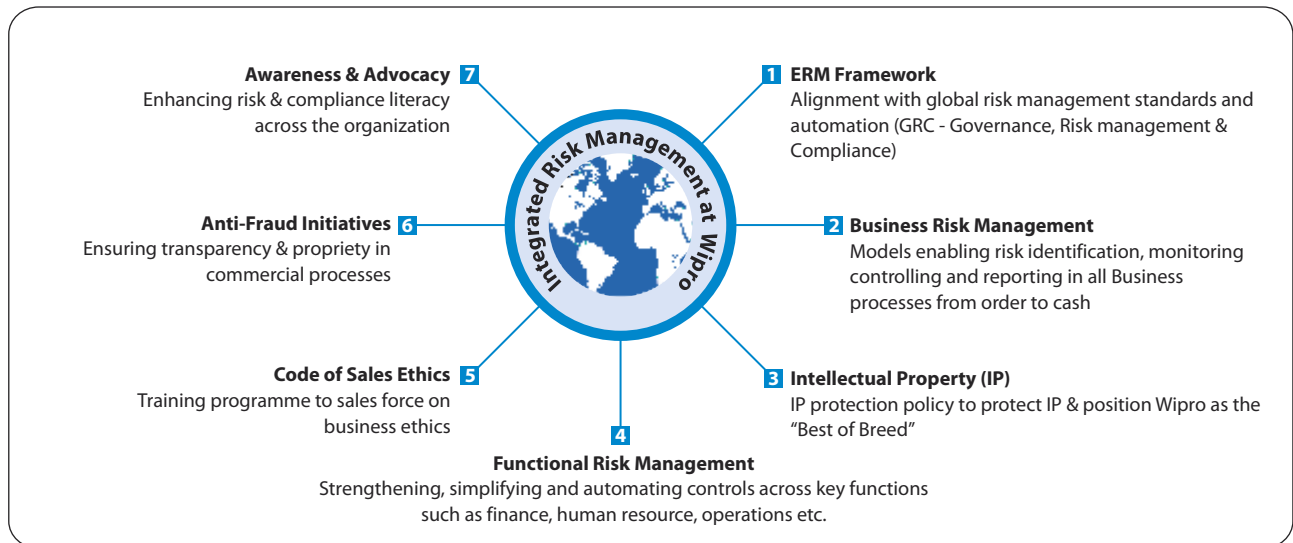 Integrated Risk Management at Wipro
1 ERM Framework
Alignment with global risk management standards and
automation (GRC - Governance, Risk management &
Compliance)
2 Business Risk Management
Models enabling risk identification, monitoring
controlling and reporting in all Business
processes from order to cash
3 Intellectual Property (IP)
IP protection policy to protect IP & position Wipro as the
“Best of Breed”
4
Functional Risk Management
Strengthening, simplifying and automating controls across key functions
such as finance, human resource, operations etc.
Code of Sales Ethics 5
Training programme to sales force on
business ethics
Anti-Fraud Initiatives 6
Ensuring transparency & propriety in
commercial processes
Awareness & Advocacy 7
Enhancing risk & compliance literacy
across the organization